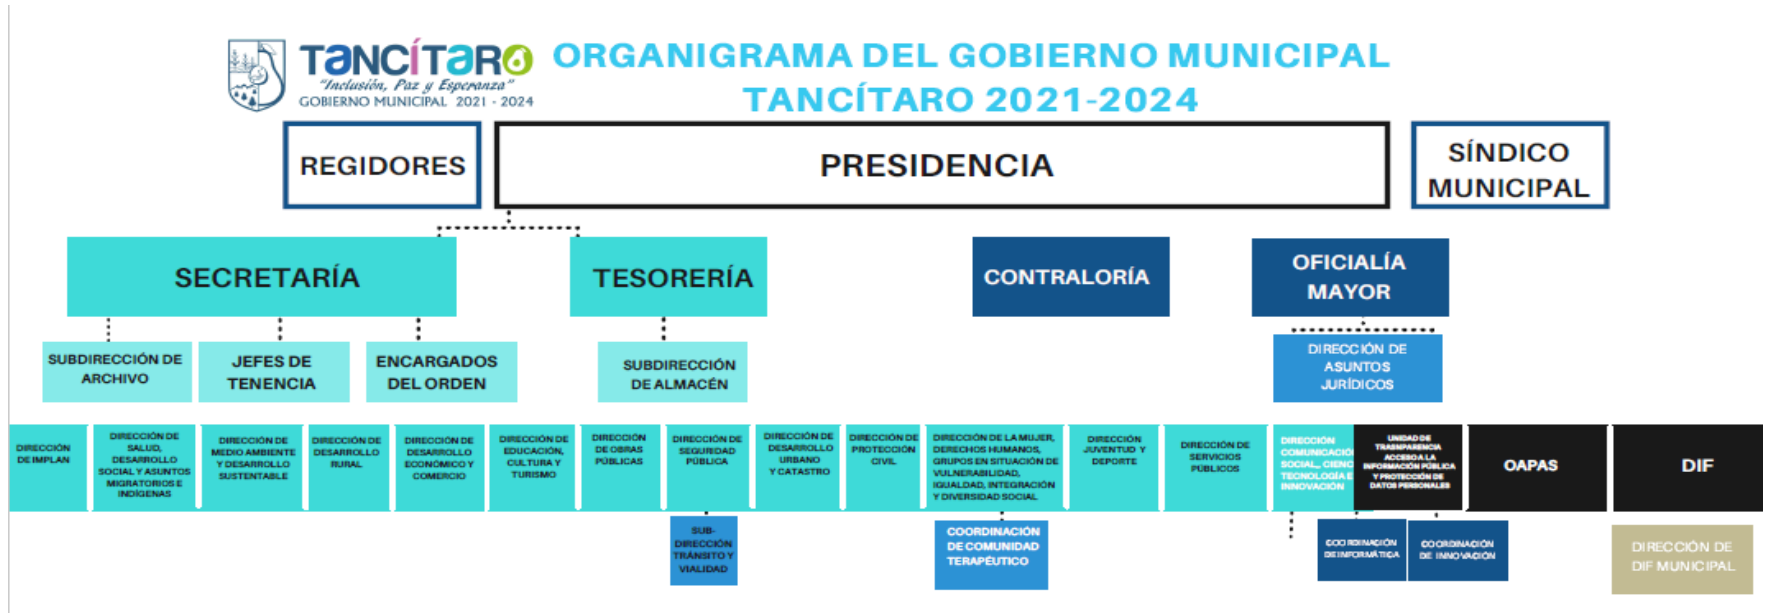 TANCÍTARO
"Inclusión, Paz y Esperanza"
GOBIERNO MUNICIPAL 2021 - 2024
ORGANIGRAMA DEL GOBIERNO MUNICIPAL
TANCÍTARO 2021-2024
REGIDORES
PRESIDENCIA
SÍNDICO
MUNICIPAL
SECRETARÍA
TESORERÍA
CONTRALORÍA
OFICIALÍA
MAYOR
SUBDIRECCIÓN DE
ARCHIVO
JEFES DE
TENENCIA
ENCARGADOS
DEL ORDEN
SUBDIRECCIÓN
DE ALMACÉN
DIRECCIÓN DE
ASUNTOS
JURÍDICOS
DIRECCIÓN
DE IMPLAN
DIRECCIÓN DE
SALUD,
DESARROLLO
SOCIAL Y ASUNTOS
MIGRATORIOS E
INDÍGENAS
DIRECCIÓN DE
MEDIO AMBIENTE
Y DESARROLLO
SUSTENTABLE
DIRECCIÓN DE
DESARROLLO
RURAL
DIRECCIÓN DE
DESARROLLO
ECONÓMICO Y
COMERCIO
DIRECCIÓN DE
EDUCACIÓN,
CULTURA Y
TURISMO
DIRECCIÓN
DE OBRAS
PÚBLICAS
DIRECCIÓN DE
SEGURIDAD
PÚBLICA
DIRECCIÓN DE
DESARROLLO
URBANO
Y CATASTRO
DIRECCIÓN DE
PROTECCIÓN
CIVIL
DIRECCIÓN DE LA MUJER,
DERECHOS HUMANOS,
GRUPOS EN SITUACIÓN DE
VULNERABILIDAD,
IGUALDAD, INTEGRACIÓN
Y DIVERSIDAD SOCIAL
DIRECCIÓN
JUVENTUD Y
DEPORTE
DIRECCIÓN DE
SERVICIOS
PÚBLICOS
DIRECCIÓN
COMUNICACIÓ
SOCIAL, CIENC
TECNOLOGÍA E
INNOVACIÓN
UNIDAD DE
TRASNPARENCIA
ACCESO A LA
INFORMACIÓN PÚBLICA
Y PROTECCIÓN DE
DATOS PERSONALES
OAPAS
DIF
SUB-
DIRECCIÓN
TRÁNSITO Y
VIALIDAD
COORDINACIÓN
DE COMUNIDAD
TERAPÉUTICO
COORDINACIÓN
DE INFORMÁTICA
COORDINACIÓN
DE INNOVACIÓN
DIRECCIÓN DE
DIF MUNICIPAL